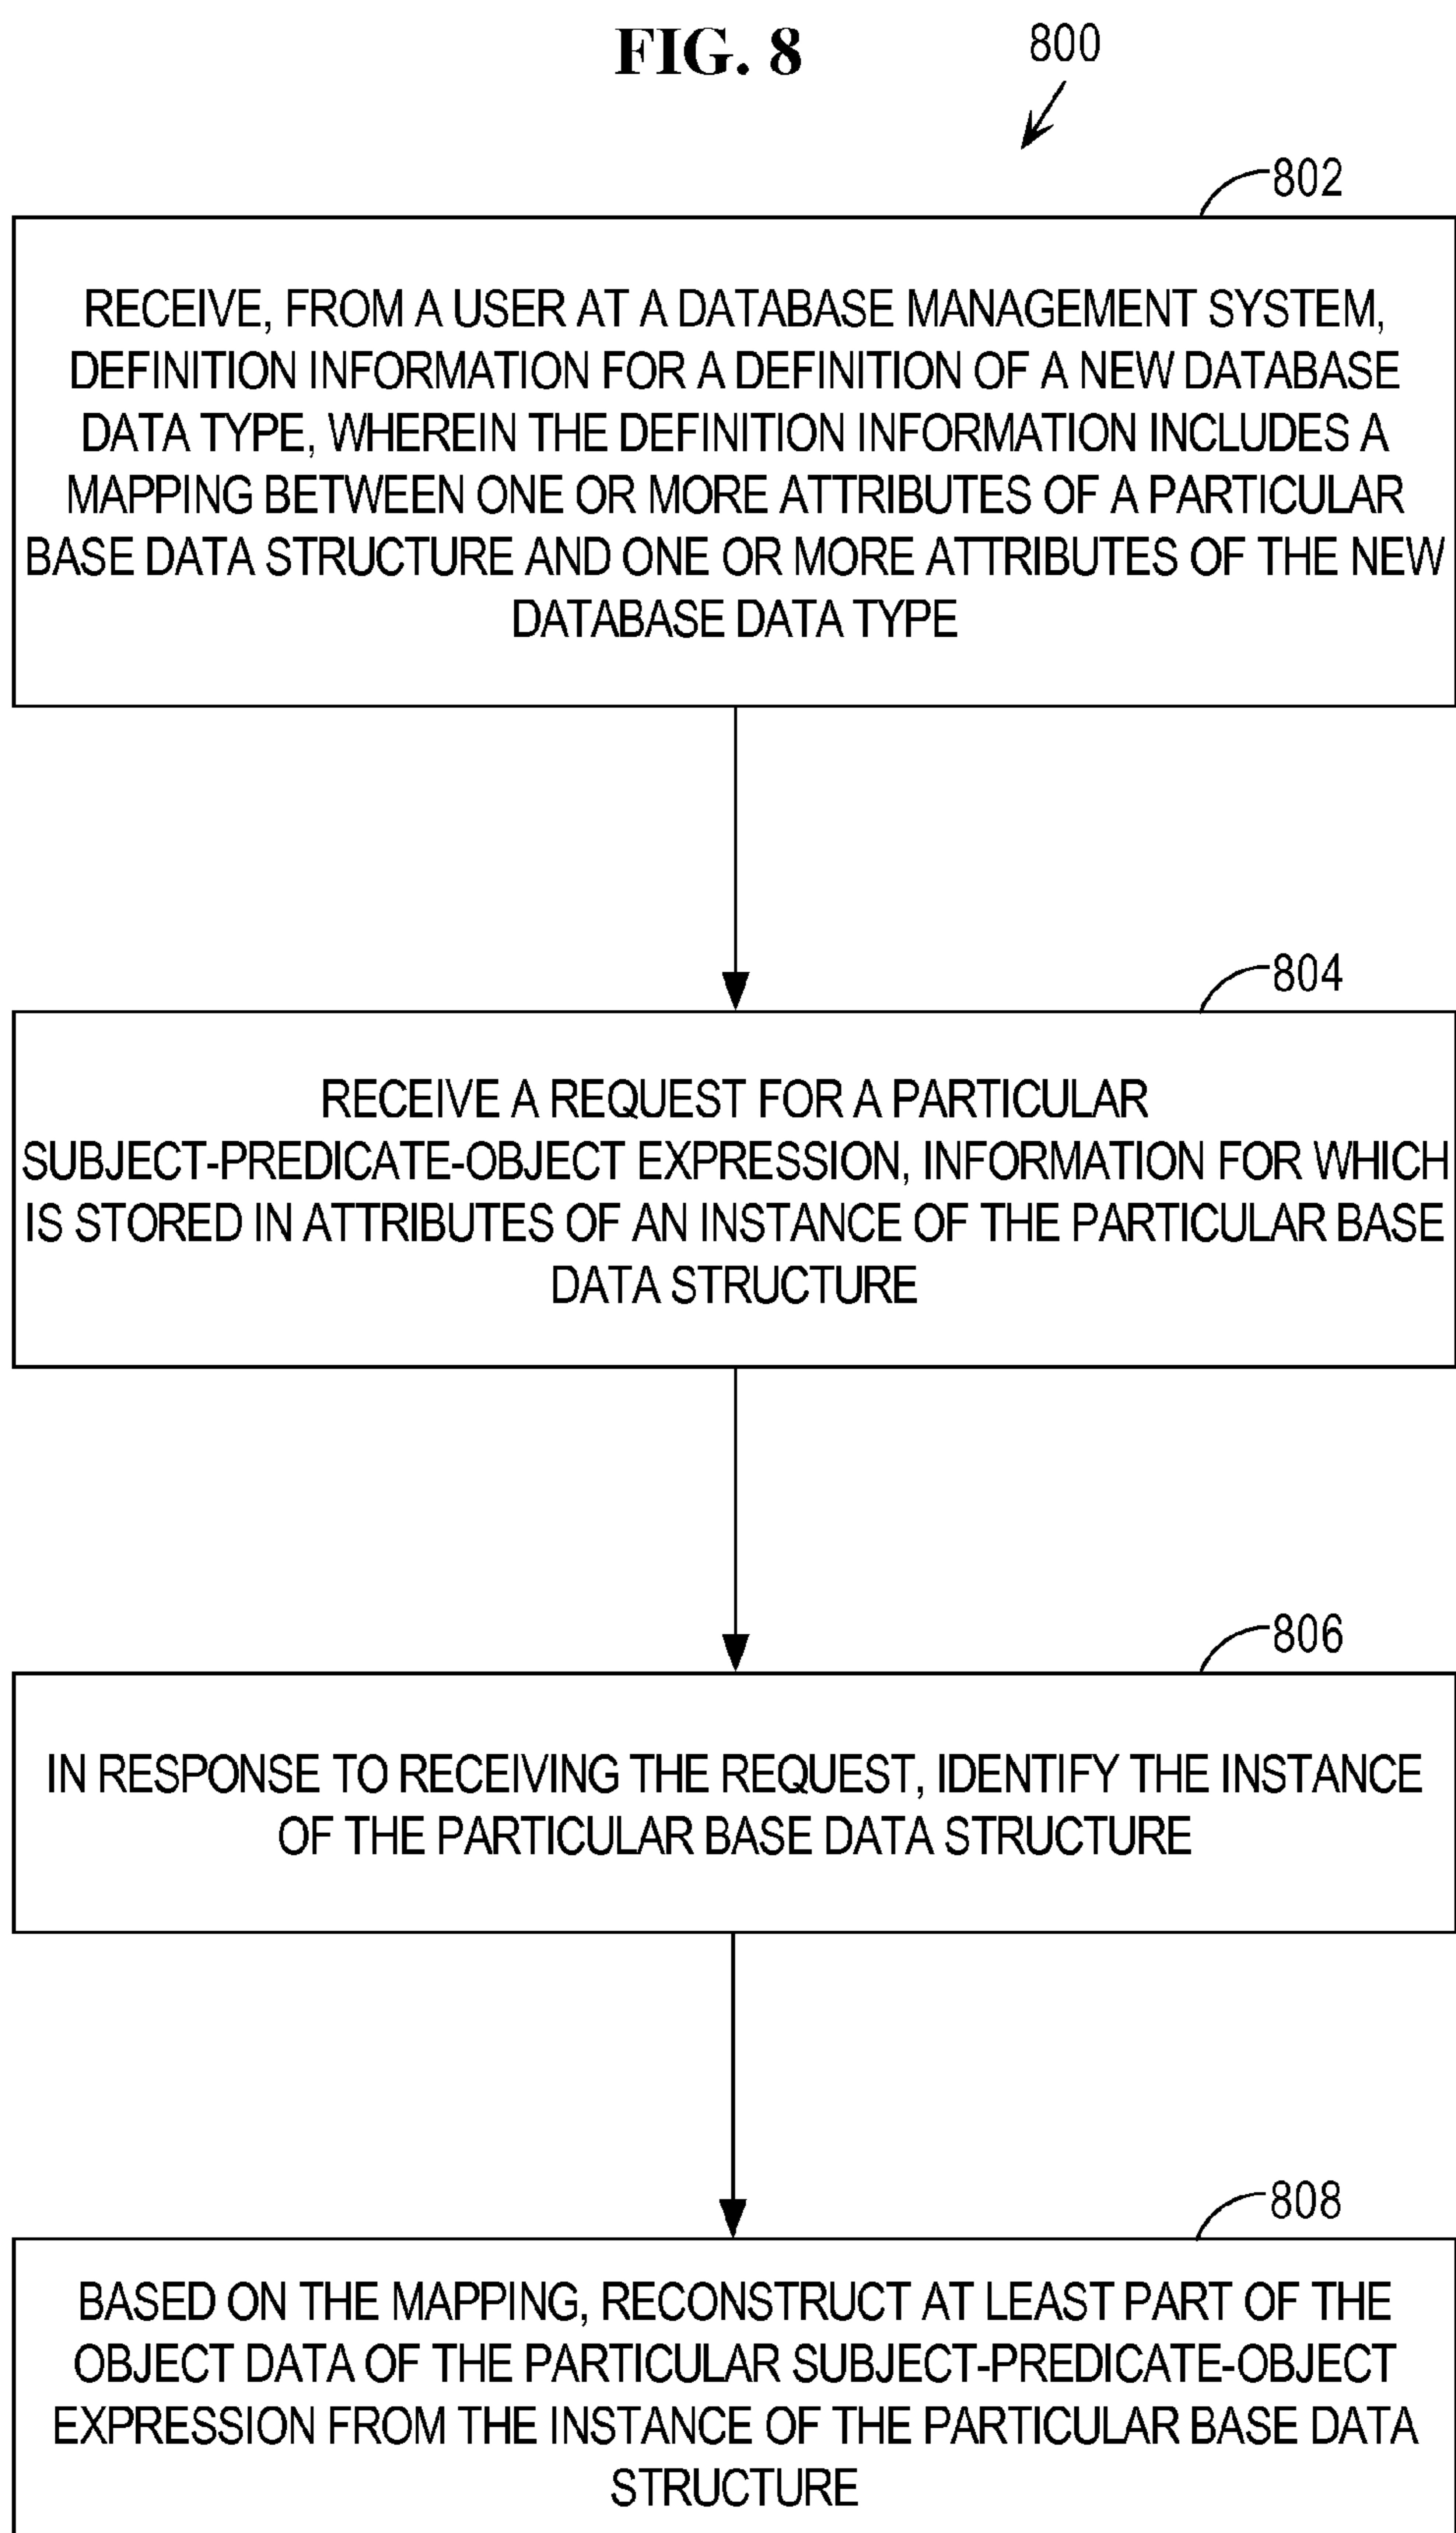 FIG. 8
800
802
RECEIVE, FROM A USER AT A DATABASE MANAGEMENT SYSTEM,
DEFINITION INFORMATION FOR A DEFINITION OF A NEW DATABASE
DATA TYPE, WHEREIN THE DEFINITION INFORMATION INCLUDES A
MAPPING BETWEEN ONE OR MORE ATTRIBUTES OF A PARTICULAR
BASE DATA STRUCTURE AND ONE OR MORE ATTRIBUTES OF THE NEW
DATABASE DATA TYPE
804
RECEIVE A REQUEST FOR A PARTICULAR
SUBJECT-PREDICATE-OBJECT EXPRESSION, INFORMATION FOR WHICH
IS STORED IN ATTRIBUTES OF AN INSTANCE OF THE PARTICULAR BASE
DATA STRUCTURE
806
IN RESPONSE TO RECEIVING THE REQUEST, IDENTIFY THE INSTANCE
OF THE PARTICULAR BASE DATA STRUCTURE
808
BASED ON THE MAPPING, RECONSTRUCT AT LEAST PART OF THE
OBJECT DATA OF THE PARTICULAR SUBJECT-PREDICATE-OBJECT
EXPRESSION FROM THE INSTANCE OF THE PARTICULAR BASE DATA
STRUCTURE